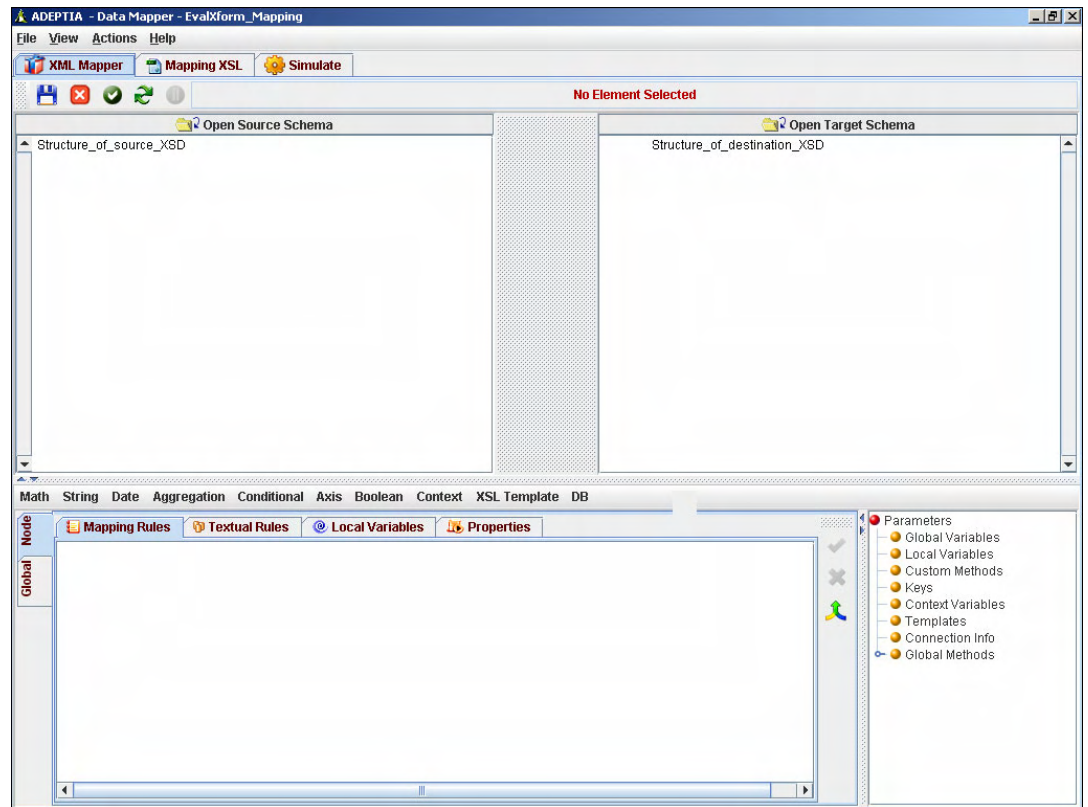 ADEPTIA - Data Mapper - EvalXform_Mapping
File View Actions Help
XML Mapper Mapping XSL Simulate
No Element Selected
Open Source Schema Open Target Schema
Structure_of_source_XSD Structure_of_destination_XSD
Math String Date Aggregation Conditional Axis Boolean Context XSL Template DB
Node
Global
Mapping Rules Textual Rules Local Variables Properties
Parameters
Global Variables
Local Variables
Custom Methods
Keys
Context Variables
Templates
Connection Info
Global Methods